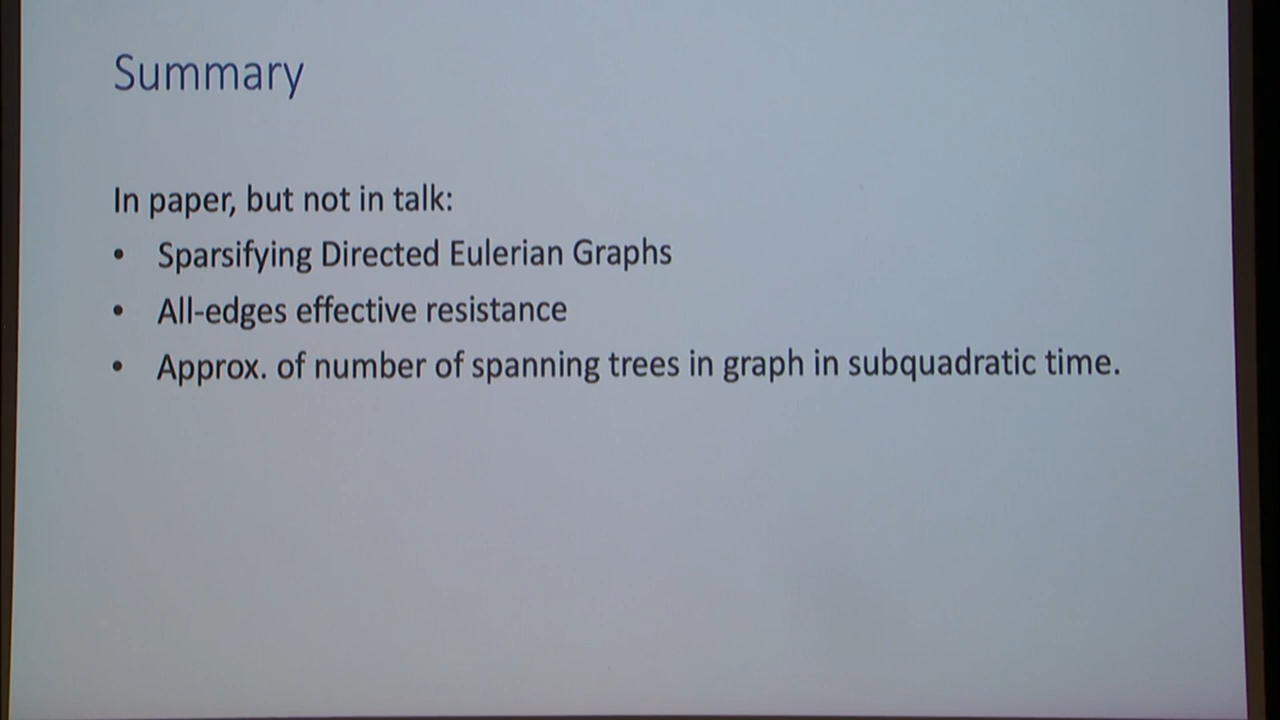 Summary
In paper, but not in talk:
• Sparsifying Directed Eulerian Graphs
• All-edges effective resistance
• Approx. of number of spanning trees in graph in subquadratic time.